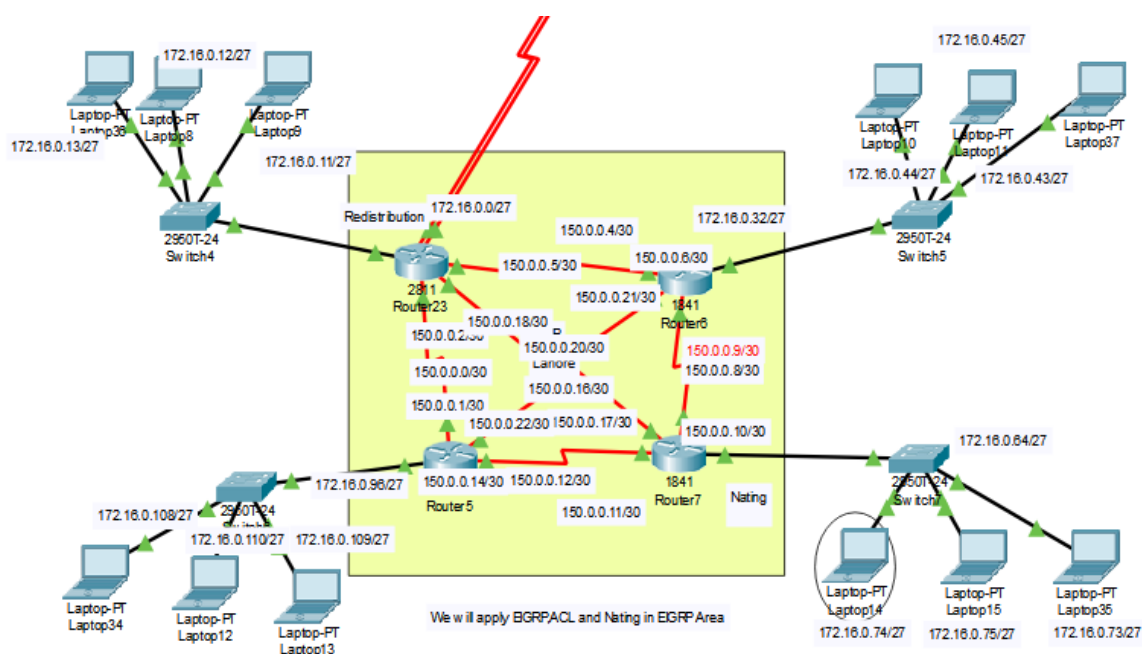 172.16.0.12/27
172.16.0.45/27
Laptop-PT
Laptop36
Laptop-PT
Laptop8
Laptop-PT
Laptop9
Laptop-PT
Laptop10
Laptop-PT
Laptop11
Laptop-PT
Laptop37
172.16.0.13/27
172.16.0.11/27
172.16.0.44/27
172.16.0.43/27
2950T-24
Switch4
Redistribution
172.16.0.0/27
172.16.0.32/27
2950T-24
Switch5
150.0.0.4/30
150.0.0.5/30
150.0.0.6/30
2811
Router23
150.0.0.21/30
1841
Router6
150.0.0.18/30
150.0.0.2/30
150.0.0.20/30
150.0.0.9/30
Lahore
150.0.0.0/30
150.0.0.8/30
150.0.0.16/30
150.0.0.1/30
150.0.0.22/30
150.0.0.17/30
150.0.0.10/30
172.16.0.64/27
172.16.0.96/27
150.0.0.14/30
150.0.0.12/30
Router5
1841
Router7
Nating
2950T-24
Switch7
2950T-24
150.0.0.11/30
172.16.0.108/27
172.16.0.110/27
172.16.0.109/27
Laptop-PT
Laptop34
Laptop-PT
Laptop12
Laptop-PT
Laptop13
Laptop-PT
Laptop14
Laptop-PT
Laptop15
Laptop-PT
Laptop35
We will apply EIGRP,ACL and Nating in EIGRP Area
172.16.0.74/27
172.16.0.75/27
172.16.0.73/27